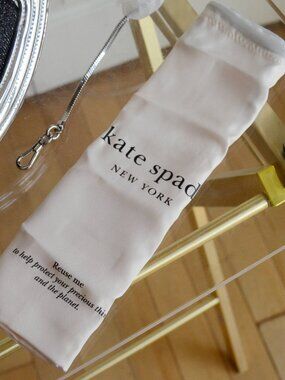 kate spad
NEW YORK
Reuse me
to help protect your precious thi
and the planet.